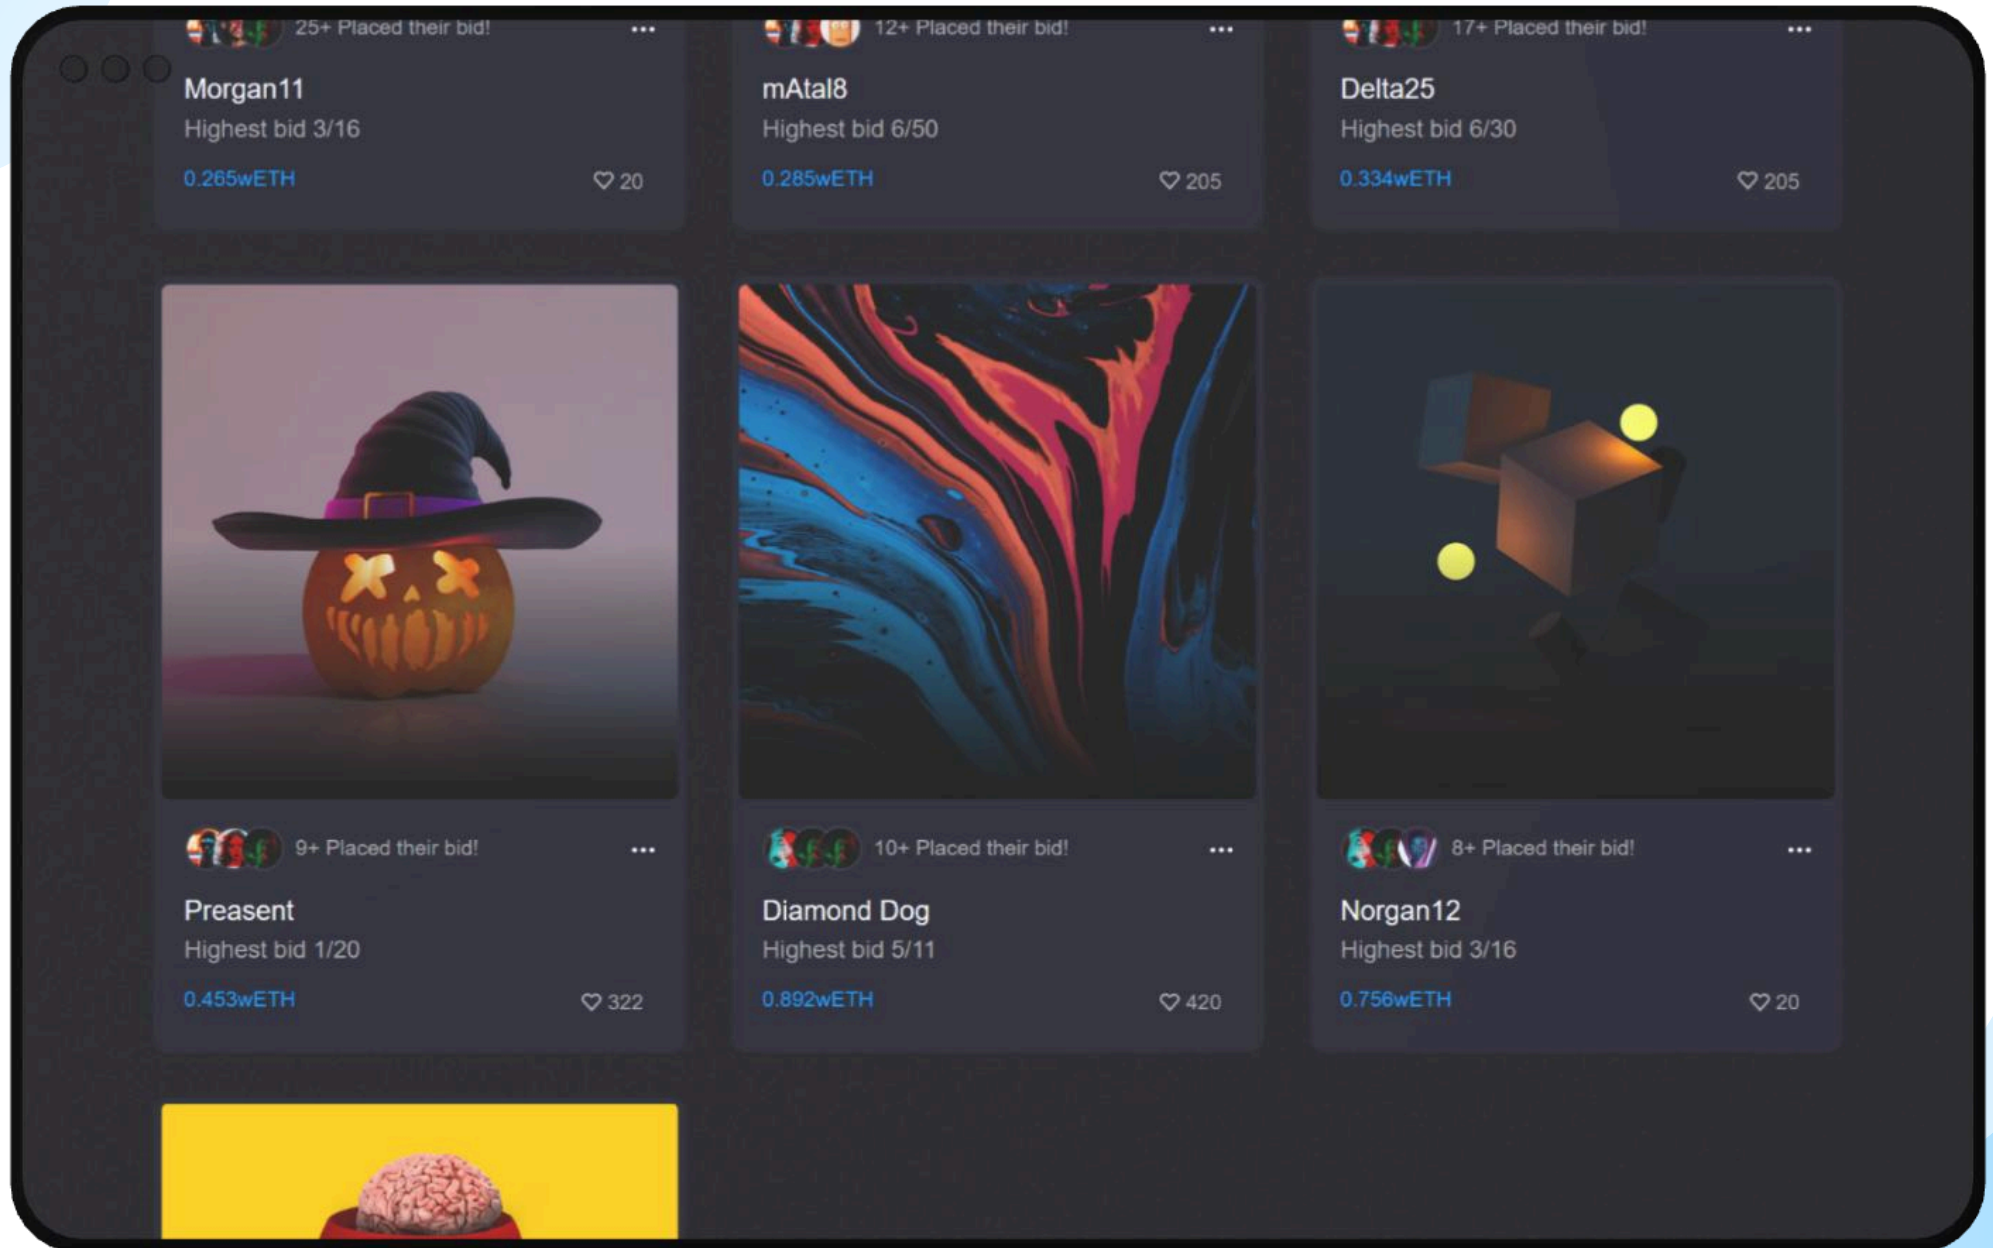 25+ Placed their bid!
12+ Placed their bid!
17+ Placed their bid!
Morgan11
mAtal8
Delta25
Highest bid 3/16
Highest bid 6/50
Highest bid 6/30
0.265wETH
20
0.285wETH
205
0.334wETH
205
9+ Placed their bid!
10+ Placed their bid!
8+ Placed their bid!
Preasent
Diamond Dog
Norgan12
Highest bid 1/20
Highest bid 5/11
Highest bid 3/16
0.453wETH
322
0.892wETH
420
0.756wETH
20